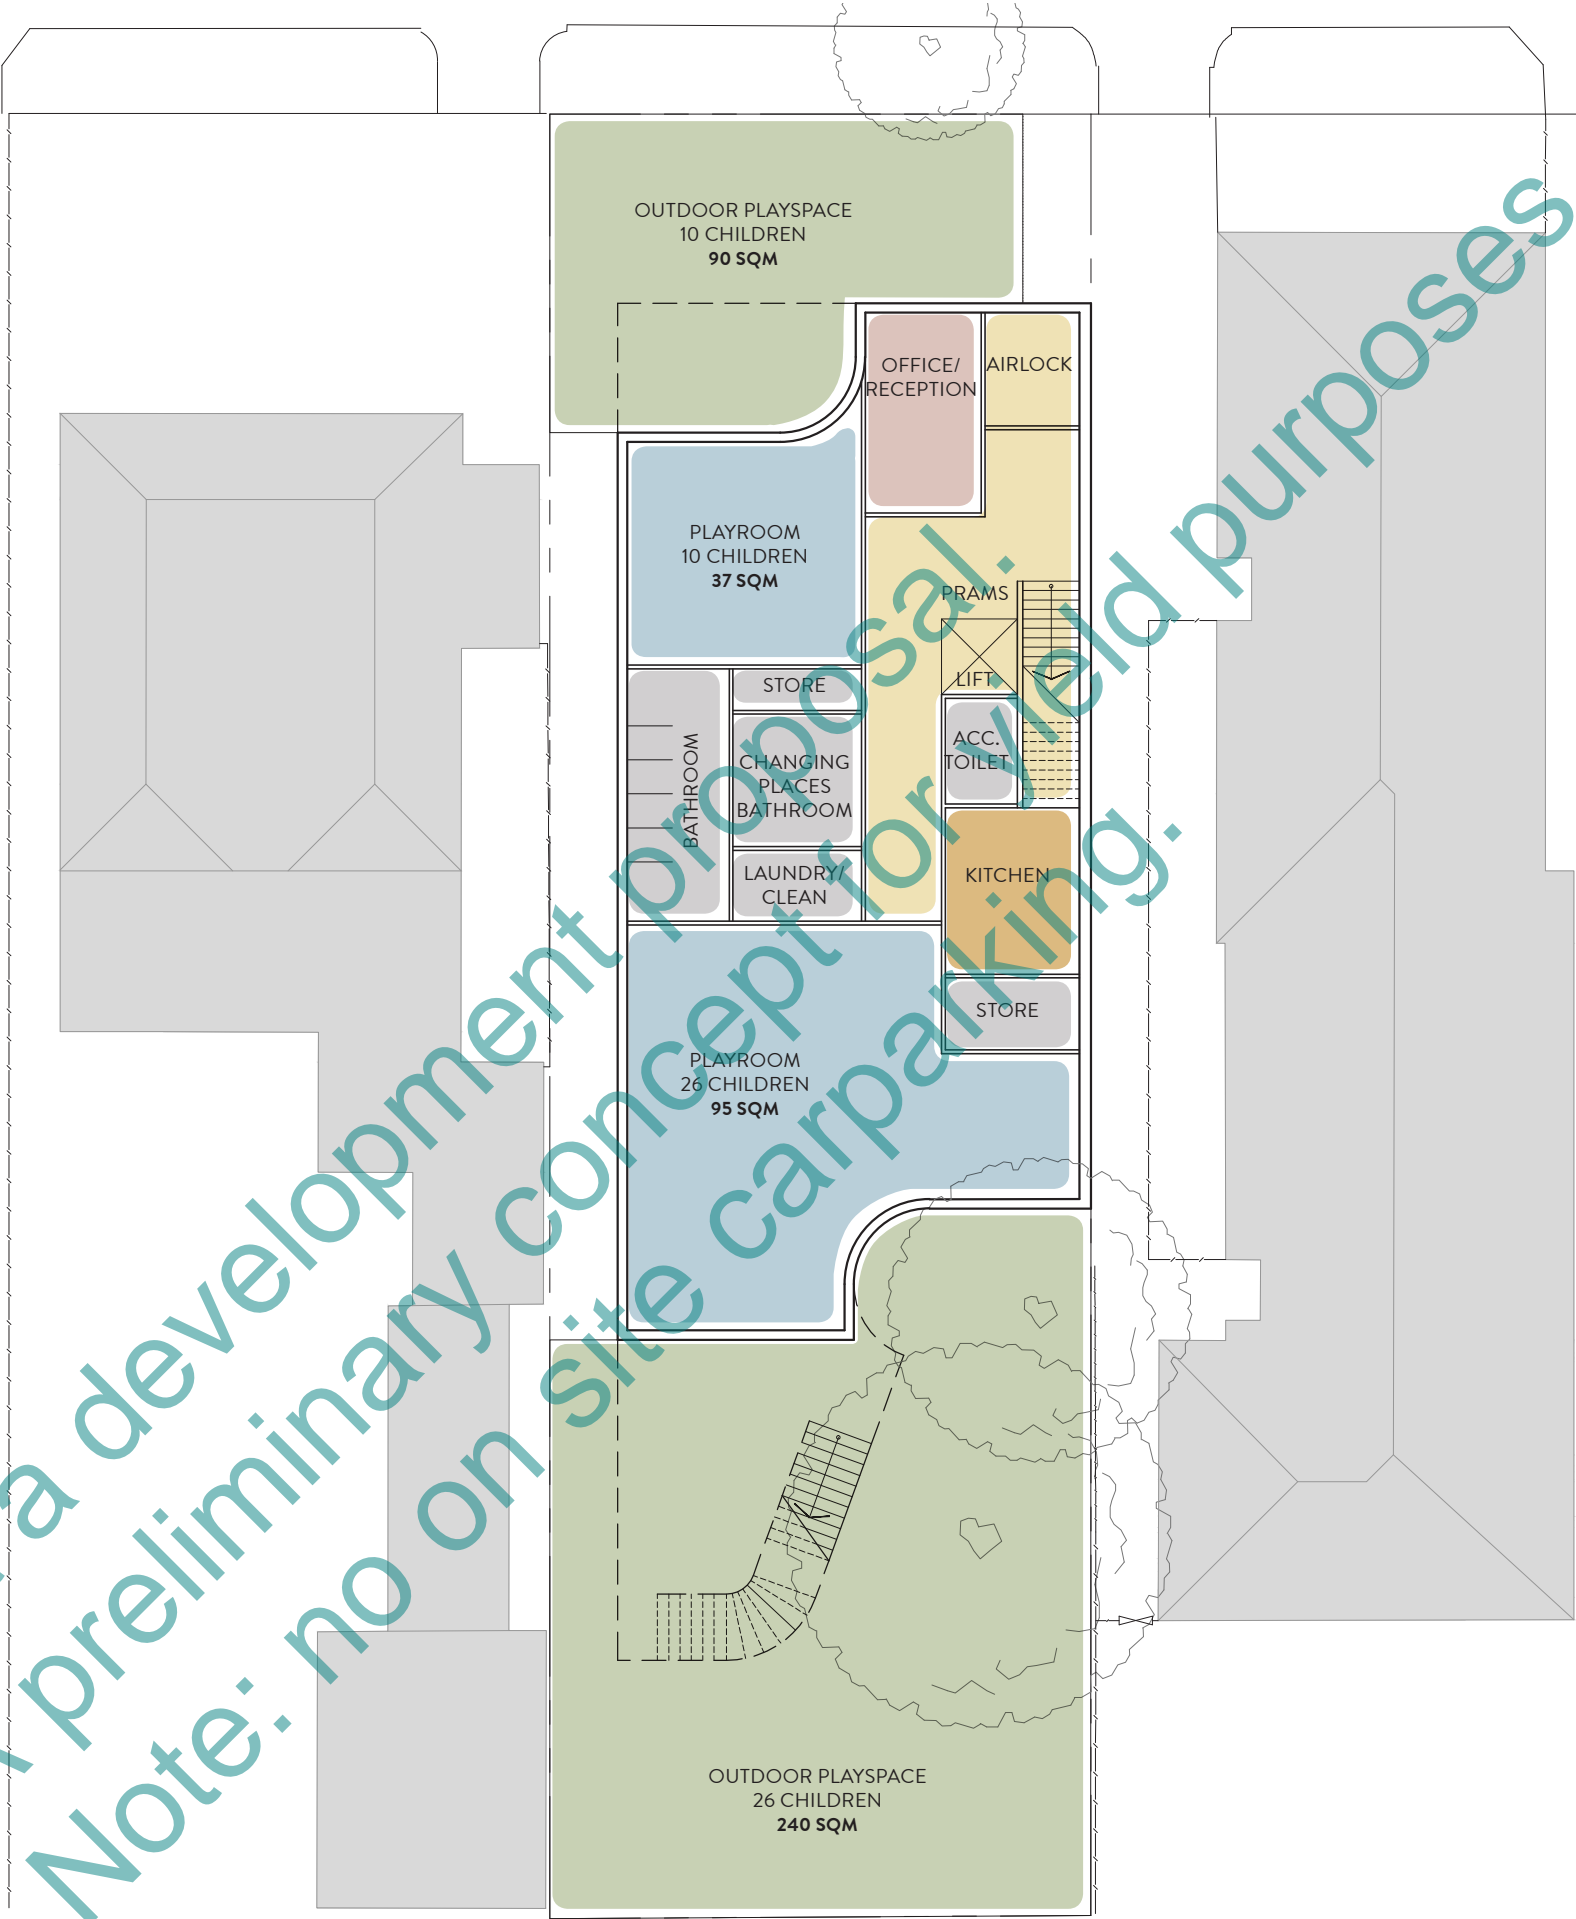 OUTDOOR PLAYSPACE
10 CHILDREN
90 SQM
OFFICE/
RECEPTION
AIRLOCK
PLAYROOM
10 CHILDREN
37 SQM
PRAMS
LIFT
STORE
ACC.
TOILET
BATHROOM
CHANGING
PLACES
BATHROOM
LAUNDRY/
CLEAN
KITCHEN
STORE
PLAYROOM
26 CHILDREN
95 SQM
OUTDOOR PLAYSPACE
26 CHILDREN
240 SQM
a development proposal.
preliminary concept for yield purposes
Note: no on site carparking.